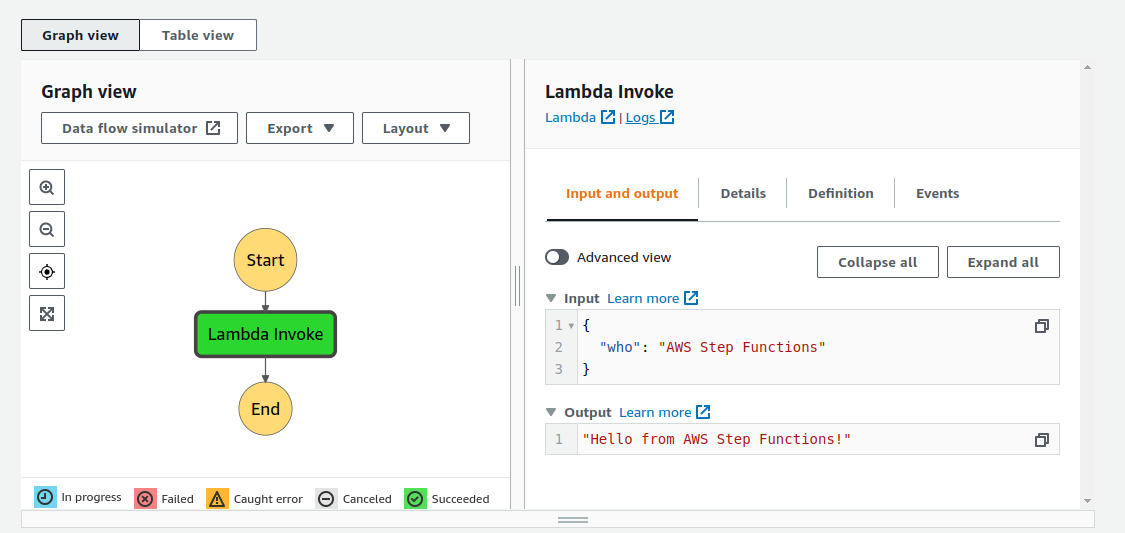 Graph view Table view
Graph view
Data flow simulator Export Layout
Start
Lambda Invoke
End
In progress Failed Caught error Canceled Succeeded
Lambda Invoke
Lambda | Logs
Input and output Details Definition Events
Advanced view Collapse all Expand all
Input Learn more
1 {
2 "who": "AWS Step Functions"
3 }
Output Learn more
1 "Hello from AWS Step Functions!"